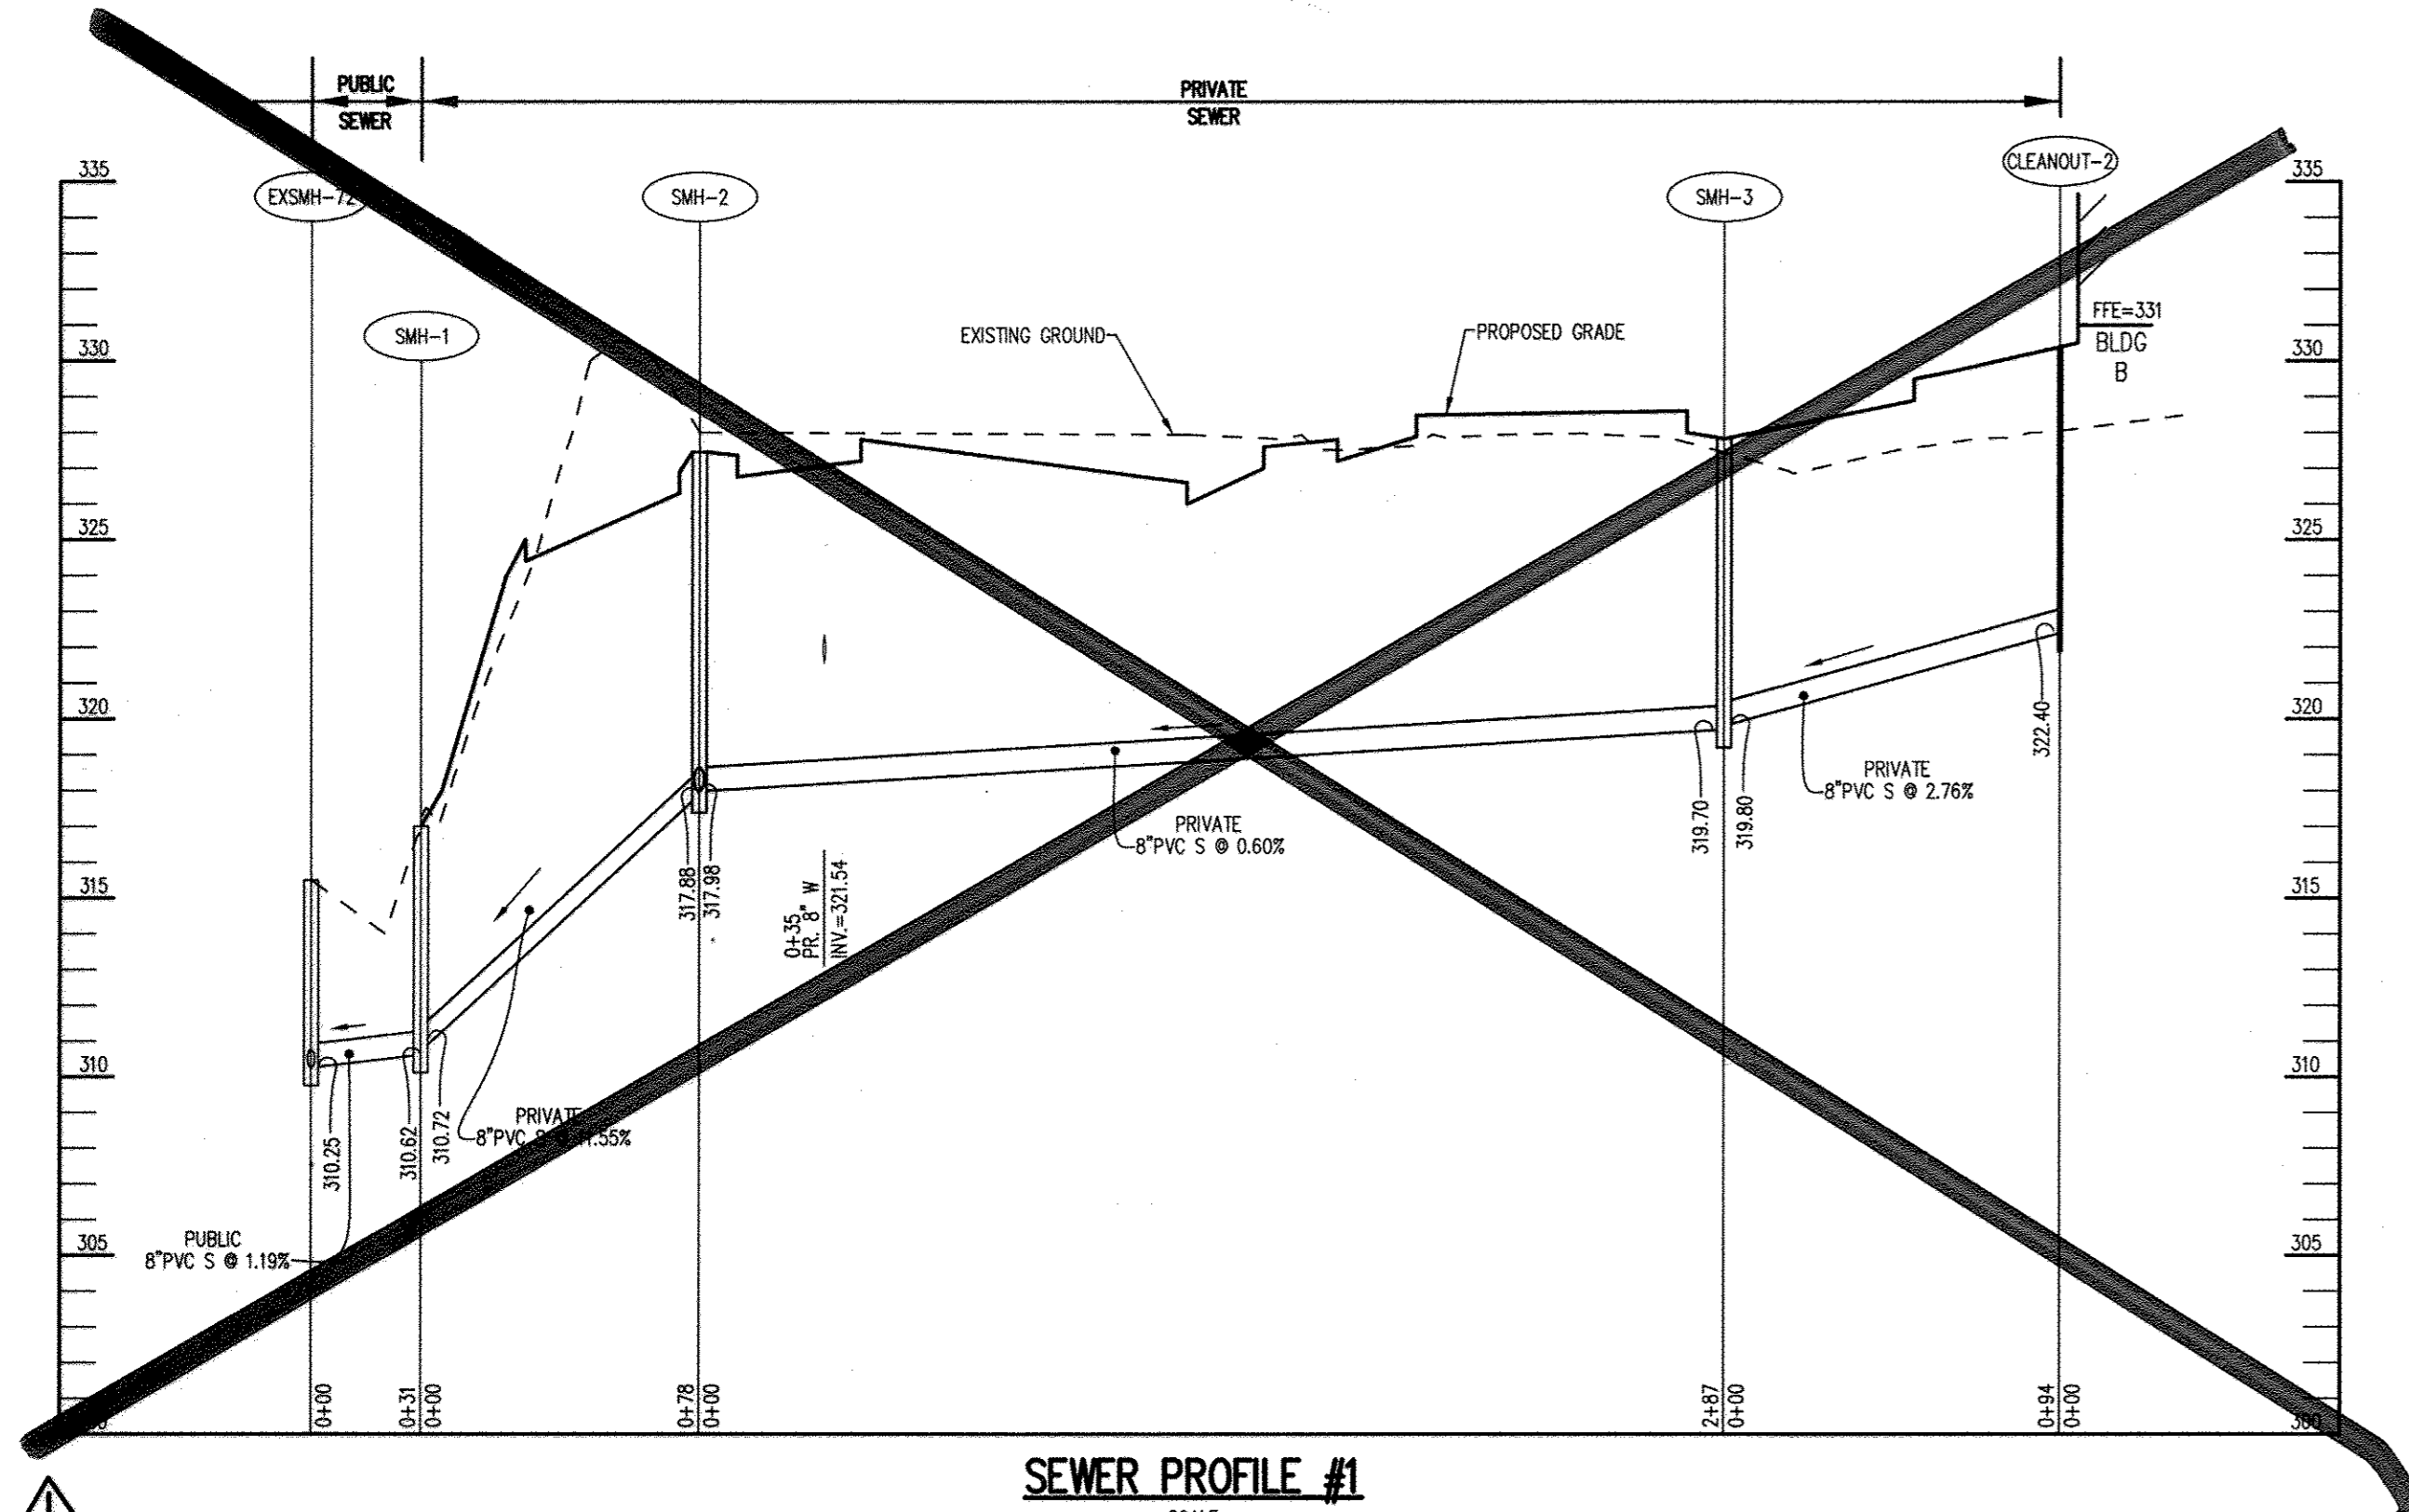 PUBLIC
SEWER
PRIVATE
SEWER
335
335
EXSMH-72
SMH-2
SMH-3
CLEANOUT-2
SMH-1
EXISTING GROUND
PROPOSED GRADE
FFE=331
BLDG
B
330
330
325
325
320
320
315
315
310
310
305
305
300
322.40
PRIVATE
8"PVC S @ 2.76%
319.70
319.80
PRIVATE
8"PVC S @ 0.60%
317.88
317.98
0+35
PR. 8" W
INV.=321.54
310.25
310.62
310.72
PRIVATE
8"PVC
.55%
PUBLIC
8"PVC S @ 1.19%
0+00
0+31
0+00
0+78
0+00
2+87
0+00
0+94
0+00
SEWER PROFILE #1